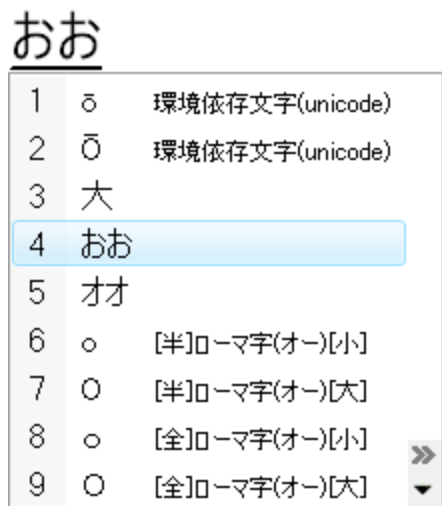 おお
1 ō 環境依存文字(unicode)
2 Ō 環境依存文字(unicode)
3 大
4 おお
5 オオ
6 o [半]ローマ字(オー)[小]
7 O [半]ローマ字(オー)[大]
8 ｏ [全]ローマ字(オー)[小]
9 Ｏ [全]ローマ字(オー)[大]